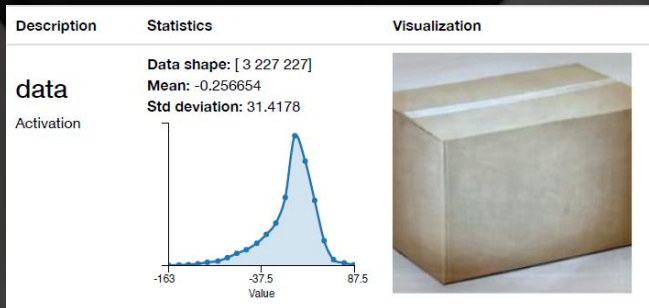 Description Statistics Visualization
data
Activation
Data shape: [ 3 227 227]
Mean: -0.256654
Std deviation: 31.4178
-163 -37.5 87.5
Value